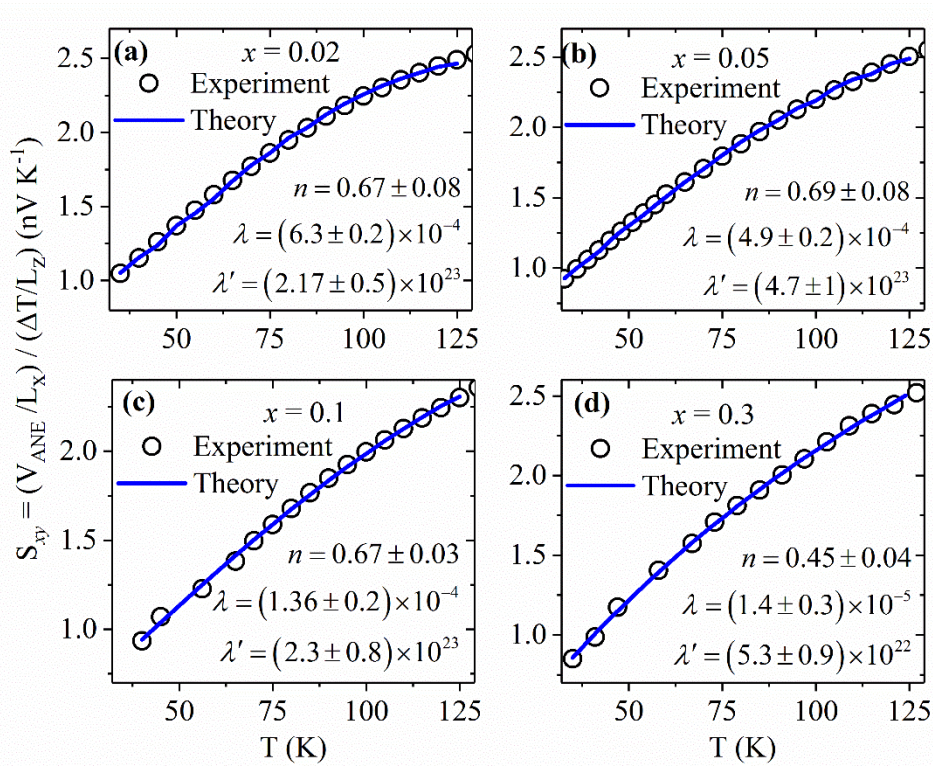 S_xy = (V_ANE /L_X) / (ΔT/L_Z)) (nV K⁻¹)
(a)
x = 0.02
Experiment
Theory
n = 0.67 ± 0.08
λ = (6.3 ± 0.2)×10⁻⁴
λ′ = (2.17 ± 0.5)×10²³
2.5
2.0
1.5
1.0
50 75 100 125
(b)
x = 0.05
Experiment
Theory
n = 0.69 ± 0.08
λ = (4.9 ± 0.2)×10⁻⁴
λ′ = (4.7 ± 1)×10²³
2.5
2.0
1.5
1.0
50 75 100 125
(c)
x = 0.1
Experiment
Theory
n = 0.67 ± 0.03
λ = (1.36 ± 0.2)×10⁻⁴
λ′ = (2.3 ± 0.8)×10²³
2.0
1.5
1.0
50 75 100 125
T (K)
(d)
x = 0.3
Experiment
Theory
n = 0.45 ± 0.04
λ = (1.4 ± 0.3)×10⁻⁵
λ′ = (5.3 ± 0.9)×10²²
2.5
2.0
1.5
1.0
50 75 100 125
T (K)